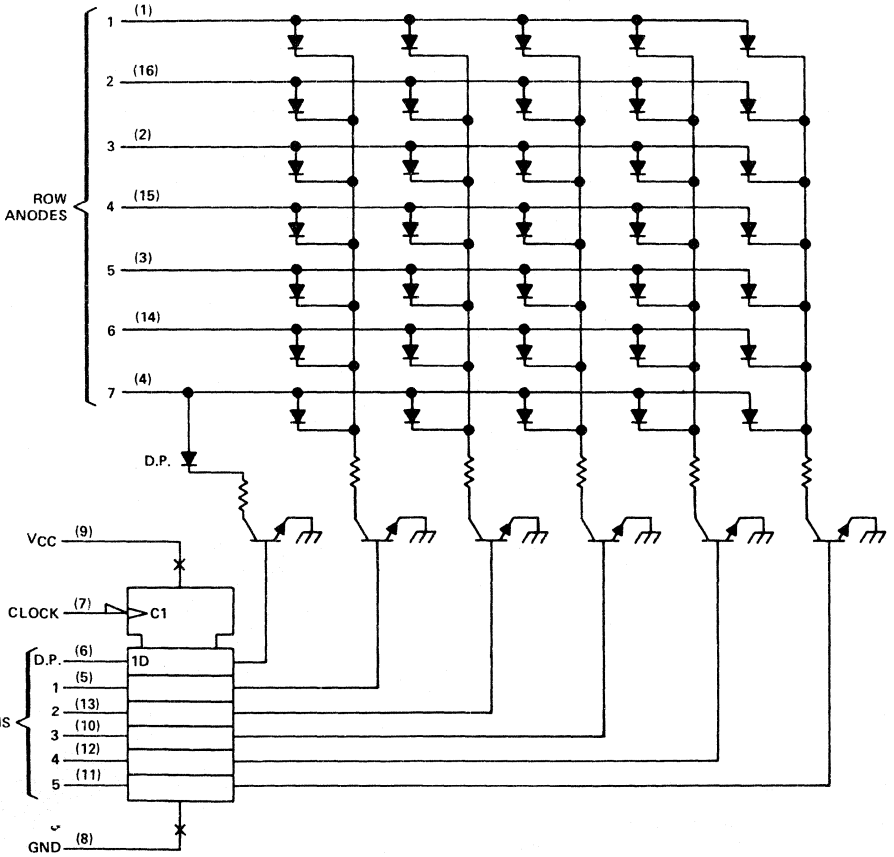 1 (1)
2 (16)
3 (2)
ROW
ANODES
4 (15)
5 (3)
6 (14)
7 (4)
D.P.
VCC (9)
CLOCK (7) C1
D.P. (6) 1D
1 (5)
2 (13)
3 (10)
4 (12)
5 (11)
GND (8)